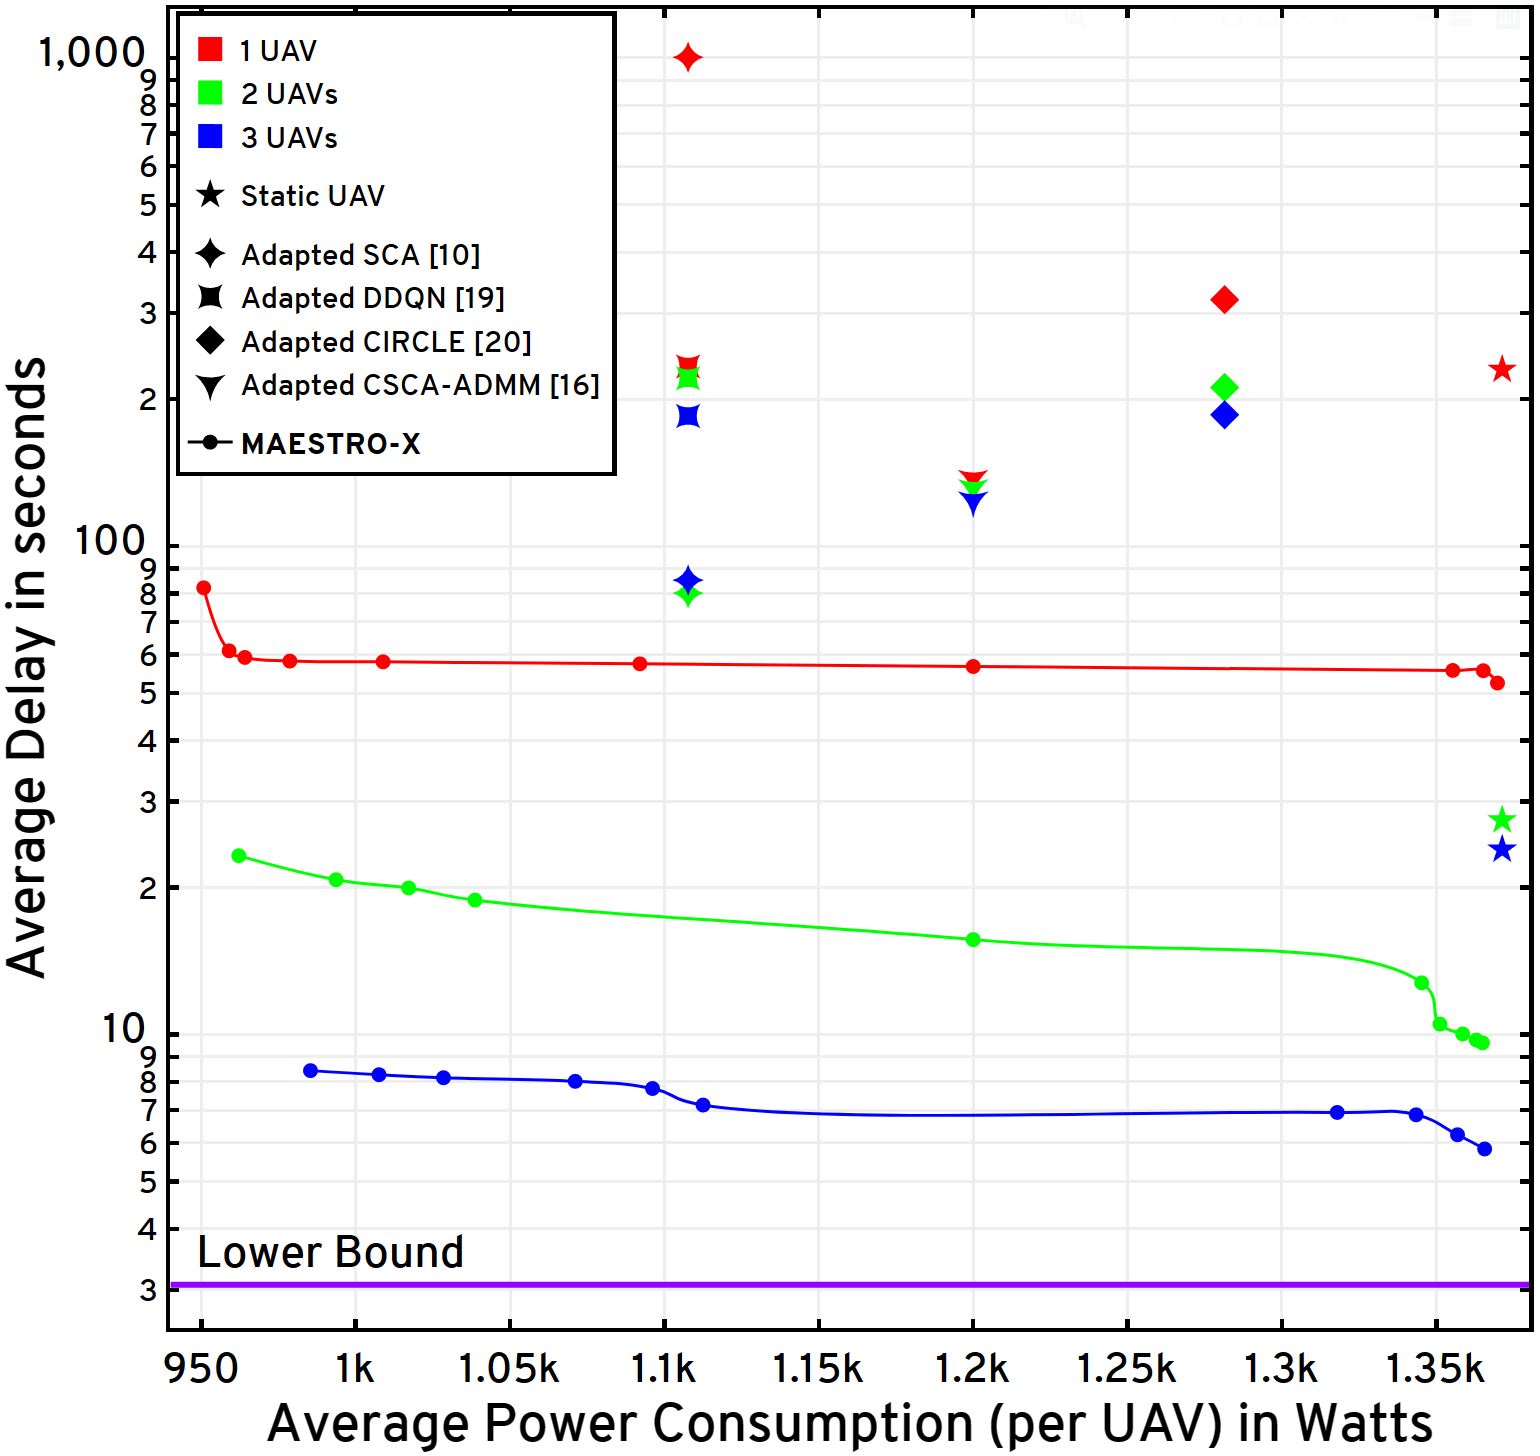 1,000
9
8
7
6
5
4
3
2
100
9
8
7
6
5
4
3
2
10
9
8
7
6
5
4
3
1 UAV
2 UAVs
3 UAVs
Static UAV
Adapted SCA [10]
Adapted DDQN [19]
Adapted CIRCLE [20]
Adapted CSCA-ADMM [16]
MAESTRO-X
Lower Bound
950 1k 1.05k 1.1k 1.15k 1.2k 1.25k 1.3k 1.35k
Average Power Consumption (per UAV) in Watts
Average Delay in seconds